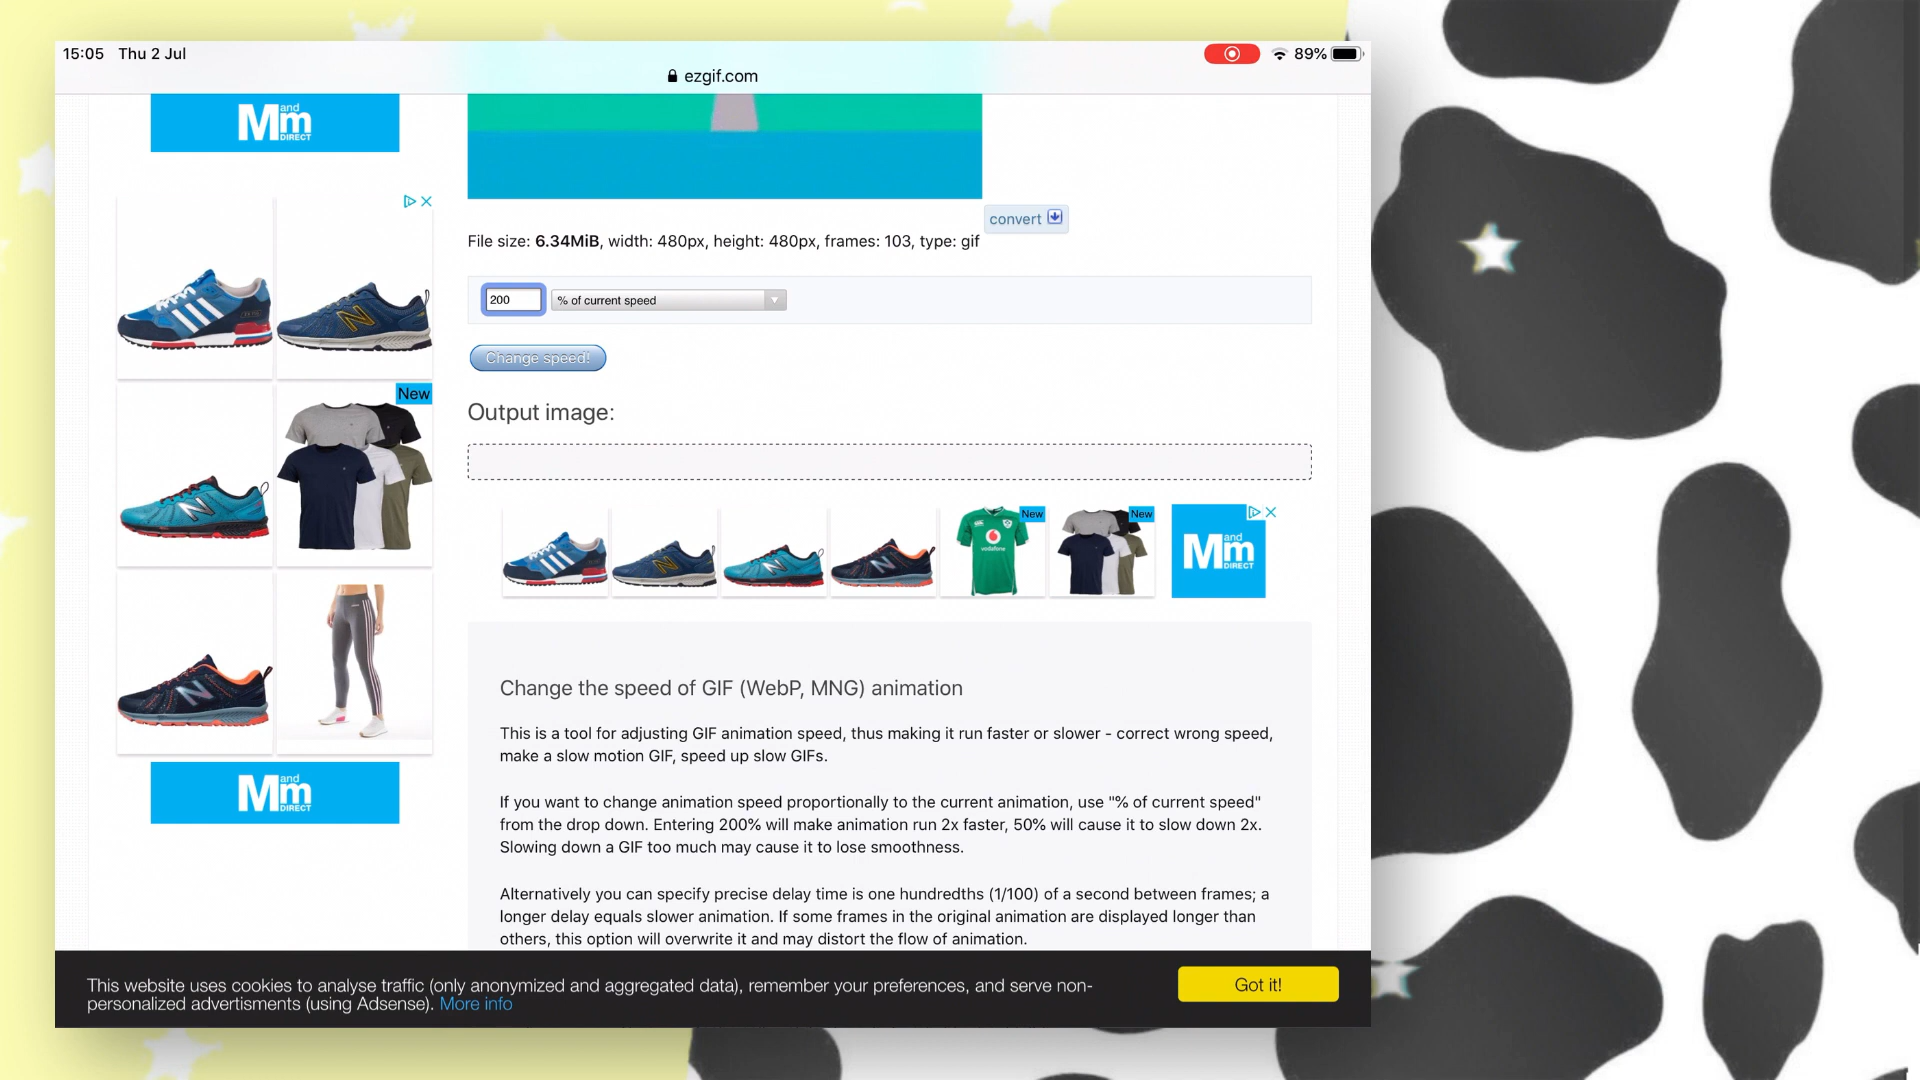 15:05 Thu 2 Jul
89%
ezgif.com
M and m DIRECT
convert
File size: 6.34MiB, width: 480px, height: 480px, frames: 103, type: gif
200 % of current speed
Change speed!
New
Output image:
New
New
vodafone
M and m DIRECT
Change the speed of GIF (WebP, MNG) animation
This is a tool for adjusting GIF animation speed, thus making it run faster or slower - correct wrong speed,
make a slow motion GIF, speed up slow GIFs.
M and m DIRECT
If you want to change animation speed proportionally to the current animation, use "% of current speed"
from the drop down. Entering 200% will make animation run 2x faster, 50% will cause it to slow down 2x.
Slowing down a GIF too much may cause it to lose smoothness.
Alternatively you can specify precise delay time is one hundredths (1/100) of a second between frames; a
longer delay equals slower animation. If some frames in the original animation are displayed longer than
others, this option will overwrite it and may distort the flow of animation.
This website uses cookies to analyse traffic (only anonymized and aggregated data), remember your preferences, and serve non-
personalized advertisments (using Adsense). More info
Got it!